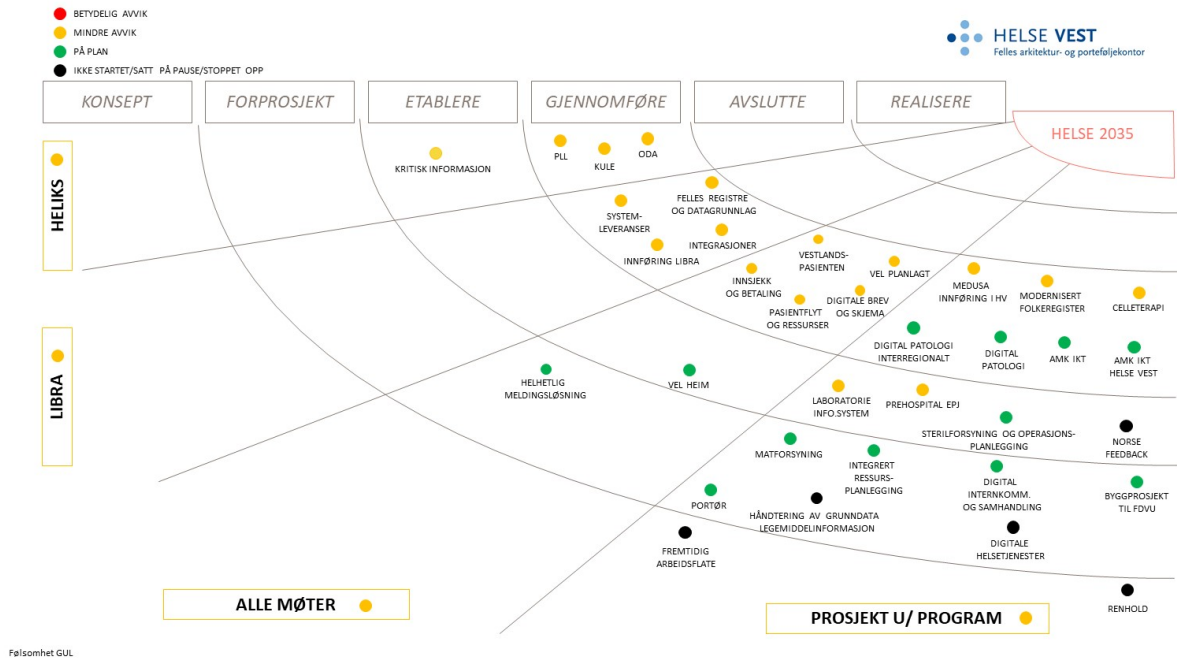 BETYDELIG AVVIK
MINDRE AVVIK
PÅ PLAN
IKKE STARTET/SATT PÅ PAUSE/STOPPET OPP
HELSE VEST
Felles arkitektur- og porteføljekontor
KONSEPT
FORPROSJEKT
ETABLERE
GJENNOMFØRE
AVSLUTTE
REALISERE
HELSE 2035
HELIKS
KRITISK INFORMASJON
PLL
KULE
ODA
SYSTEM-
LEVERANSER
FELLES REGISTRE
OG DATAGRUNNLAG
INNFØRING LIBRA
INTEGRASJONER
INNSJEKK
OG BETALING
VESTLANDS-
PASIENTEN
VEL PLANLAGT
PASIENTFLYT
OG RESSURSER
DIGITALE BREV
OG SKJEMA
MEDUSA
INNFØRING I HV
MODERNISERT
FOLKEREGISTER
CELLETERAPI
LIBRA
HELHETLIG
MELDINGSLØSNING
VEL HEIM
DIGITAL PATOLOGI
INTERREGIONALT
DIGITAL
PATOLOGI
AMK IKT
AMK IKT
HELSE VEST
LABORATORIE
INFO.SYSTEM
PREHOSPITAL EPJ
STERILFORSYNING OG OPERASJONS-
PLANLEGGING
NORSE
FEEDBACK
MATFORSYNING
INTEGRERT
RESSURS-
PLANLEGGING
DIGITAL
INTERNKOMM.
OG SAMHANDLING
BYGGPROSJEKT
TIL FDVU
PORTØR
HÅNDTERING AV GRUNNDATA
LEGEMIDDELINFORMASJON
FREMTIDIG
ARBEIDSFLATE
DIGITALE
HELSETJENESTER
RENHOLD
ALLE MØTER
PROSJEKT U/ PROGRAM
Følsomhet GUL